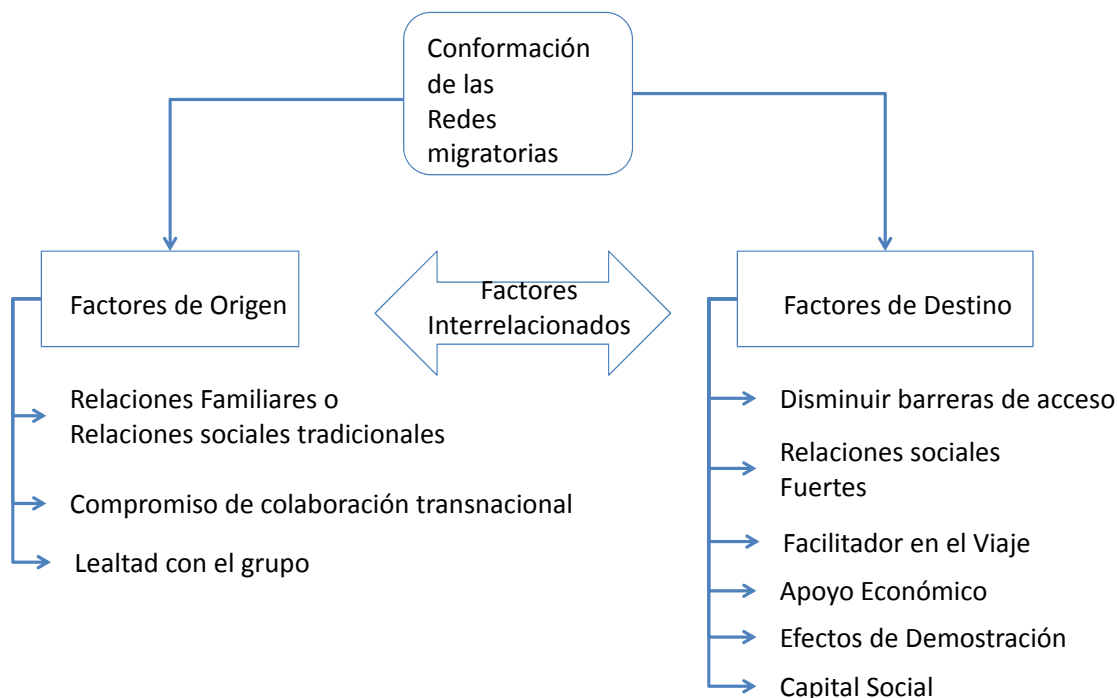 Conformación
de las
Redes
migratorias
Factores de Origen
Factores
Interrelacionados
Factores de Destino
Relaciones Familiares o
Relaciones sociales tradicionales
Compromiso de colaboración transnacional
Lealtad con el grupo
Disminuir barreras de acceso
Relaciones sociales
Fuertes
Facilitador en el Viaje
Apoyo Económico
Efectos de Demostración
Capital Social